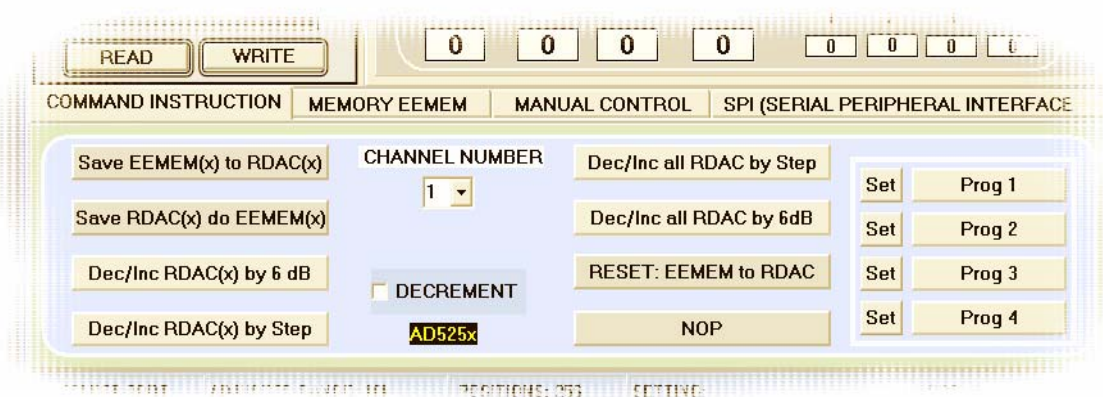 READ WRITE 0 0 0 0 0 0 0
COMMAND INSTRUCTION MEMORY EEMEM MANUAL CONTROL SPI (SERIAL PERIPHERAL INTERFACE
Save EEMEM(x) to RDAC(x)
Save RDAC(x) do EEMEM(x)
Dec/Inc RDAC(x) by 6 dB
Dec/Inc RDAC(x) by Step
CHANNEL NUMBER
1
DECREMENT
AD525x
Dec/Inc all RDAC by Step
Dec/Inc all RDAC by 6dB
RESET: EEMEM to RDAC
NOP
Set Prog 1
Set Prog 2
Set Prog 3
Set Prog 4